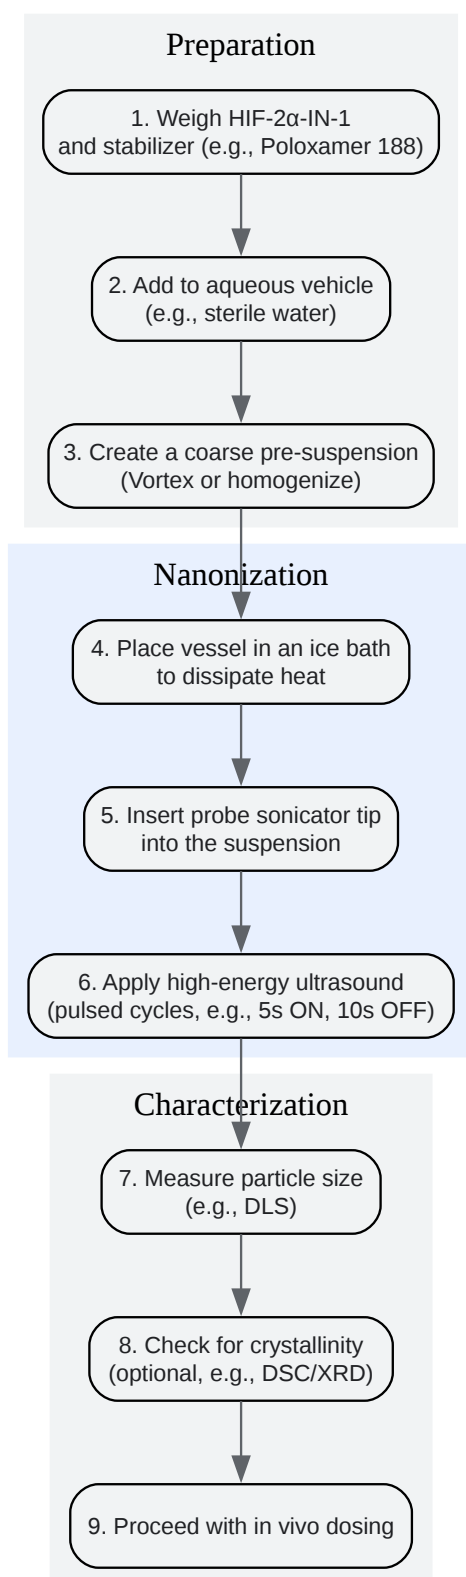 Preparation
1. Weigh HIF-2α-IN-1
and stabilizer (e.g., Poloxamer 188)
2. Add to aqueous vehicle
(e.g., sterile water)
3. Create a coarse pre-suspension
(Vortex or homogenize)
Nanonization
4. Place vessel in an ice bath
to dissipate heat
5. Insert probe sonicator tip
into the suspension
6. Apply high-energy ultrasound
(pulsed cycles, e.g., 5s ON, 10s OFF)
Characterization
7. Measure particle size
(e.g., DLS)
8. Check for crystallinity
(optional, e.g., DSC/XRD)
9. Proceed with in vivo dosing